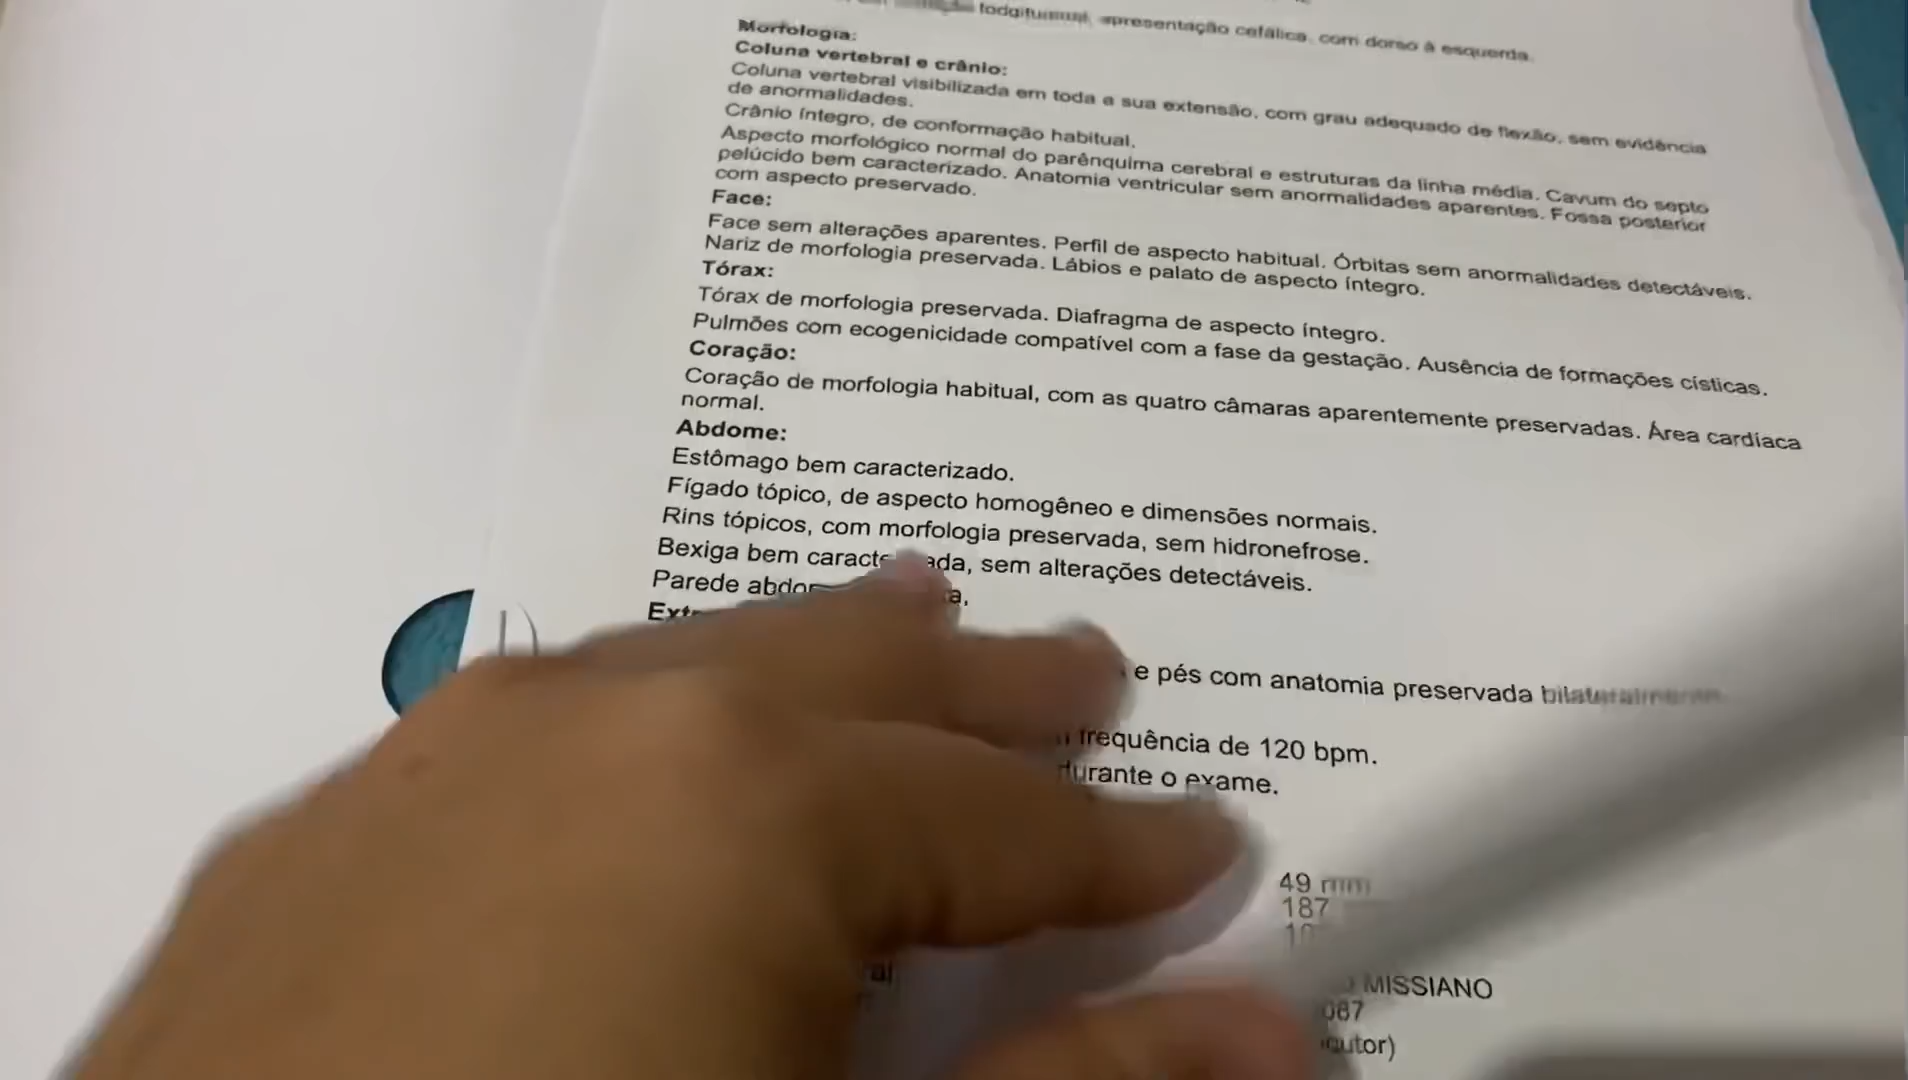 apresentação cefálica, com dorso à esquerda.
Morfologia:
Coluna vertebral e crânio:
Coluna vertebral visibilizada em toda a sua extensão, com grau adequado de flexão, sem evidência
de anormalidades.
Crânio íntegro, de conformação habitual.
Aspecto morfológico normal do parênquima cerebral e estruturas da linha média. Cavum do septo
pelúcido bem caracterizado. Anatomia ventricular sem anormalidades aparentes. Fossa posterior
com aspecto preservado.
Face:
Face sem alterações aparentes. Perfil de aspecto habitual. Órbitas sem anormalidades detectáveis.
Nariz de morfologia preservada. Lábios e palato de aspecto íntegro.
Tórax:
Tórax de morfologia preservada. Diafragma de aspecto íntegro.
Pulmões com ecogenicidade compatível com a fase da gestação. Ausência de formações císticas.
Coração:
Coração de morfologia habitual, com as quatro câmaras aparentemente preservadas. Área cardíaca
normal.
Abdome:
Estômago bem caracterizado.
Fígado tópico, de aspecto homogêneo e dimensões normais.
Rins tópicos, com morfologia preservada, sem hidronefrose.
Bexiga bem sem alterações detectáveis.
Parede
e pés com anatomia preservada bilateralmente
frequência de 120 bpm.
durante o exame.
49 mm
187
MISSIANO